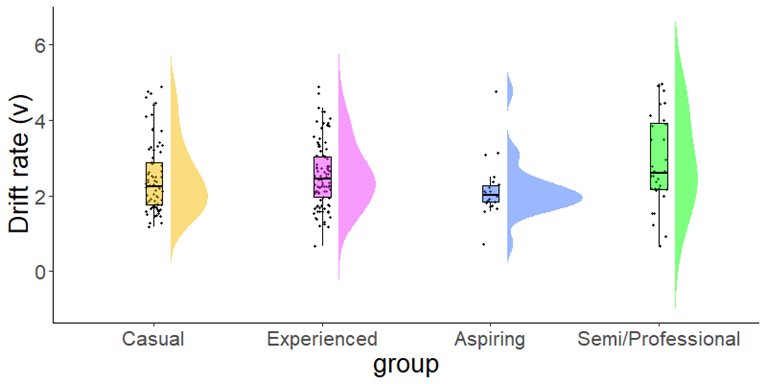 Drift rate (v)
6
4
2
0
Casual
Experienced
Aspiring
Semi/Professional
group